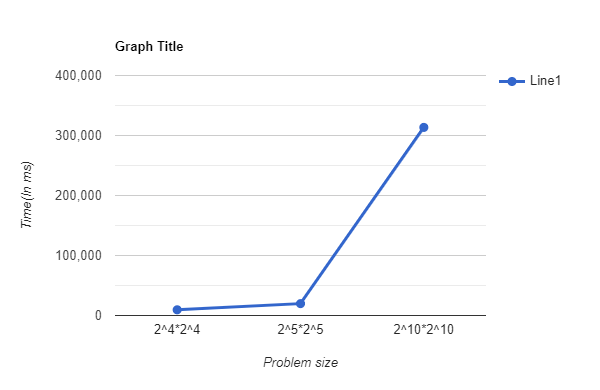 Graph Title
400,000
300,000
200,000
100,000
0
Time(In ms)
2^4*2^4
2^5*2^5
2^10*2^10
Problem size
Line1